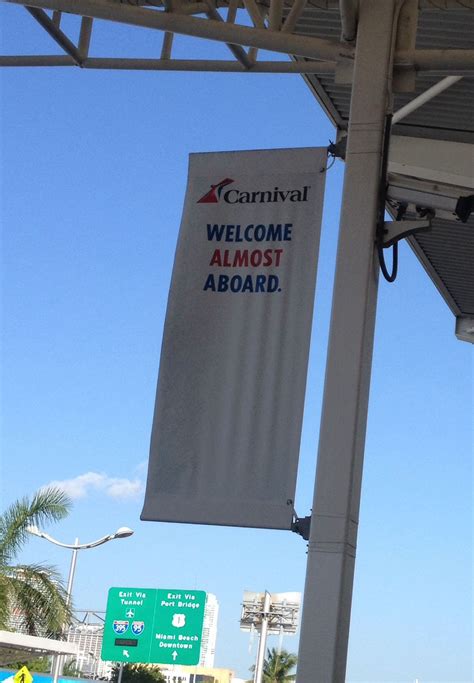 Carnival
WELCOME
ALMOST
ABOARD.
Exit Via
Tunnel
395 95
Exit Via
Port Bridge
1
Miami Beach
Downtown